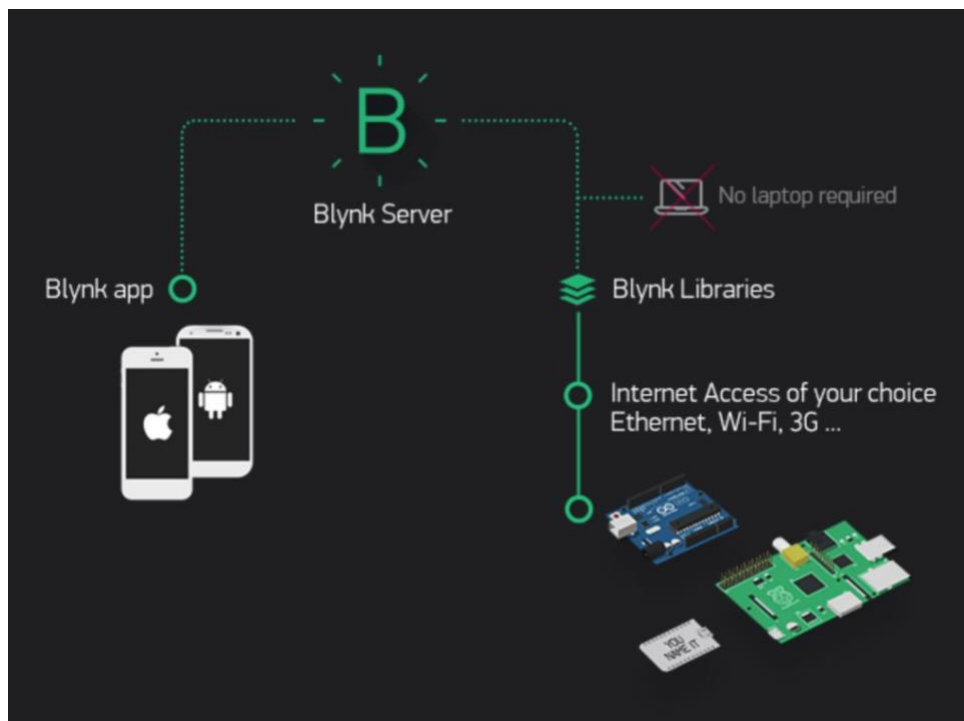 B
Blynk Server
No laptop required
Blynk app
Blynk Libraries
Internet Access of your choice
Ethernet, Wi-Fi, 3G ...
YOU
NAME IT